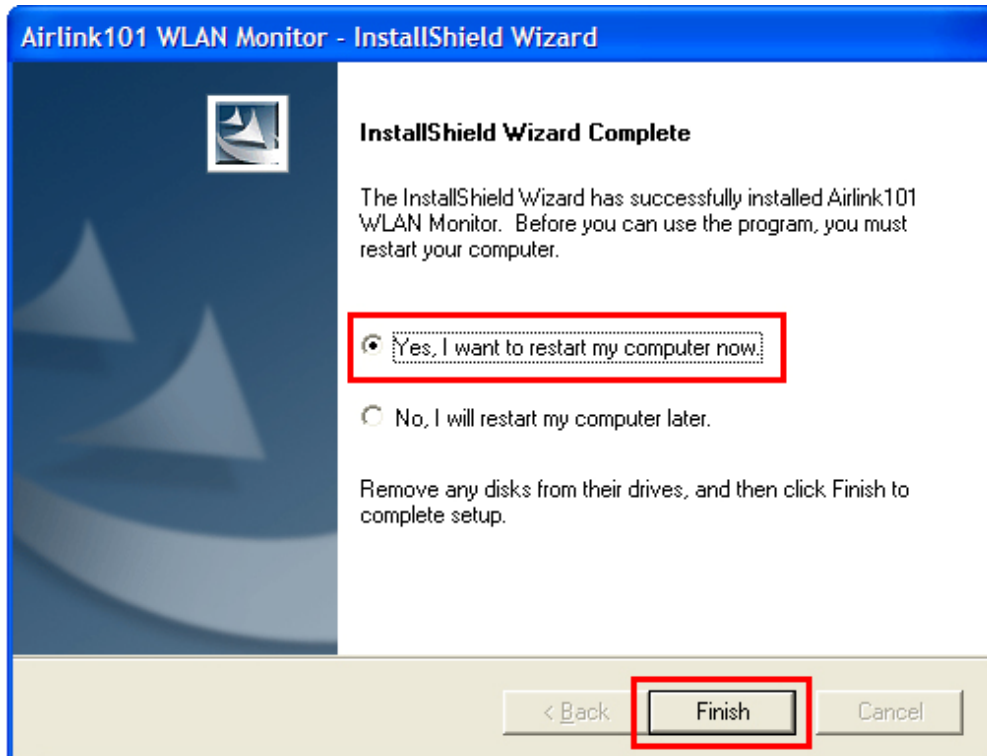 Airlink101 WLAN Monitor - InstallShield Wizard
InstallShield Wizard Complete
The InstallShield Wizard has successfully installed Airlink101
WLAN Monitor.  Before you can use the program, you must
restart your computer.
Yes, I want to restart my computer now.
No, I will restart my computer later.
Remove any disks from their drives, and then click Finish to
complete setup.
< Back
Finish
Cancel